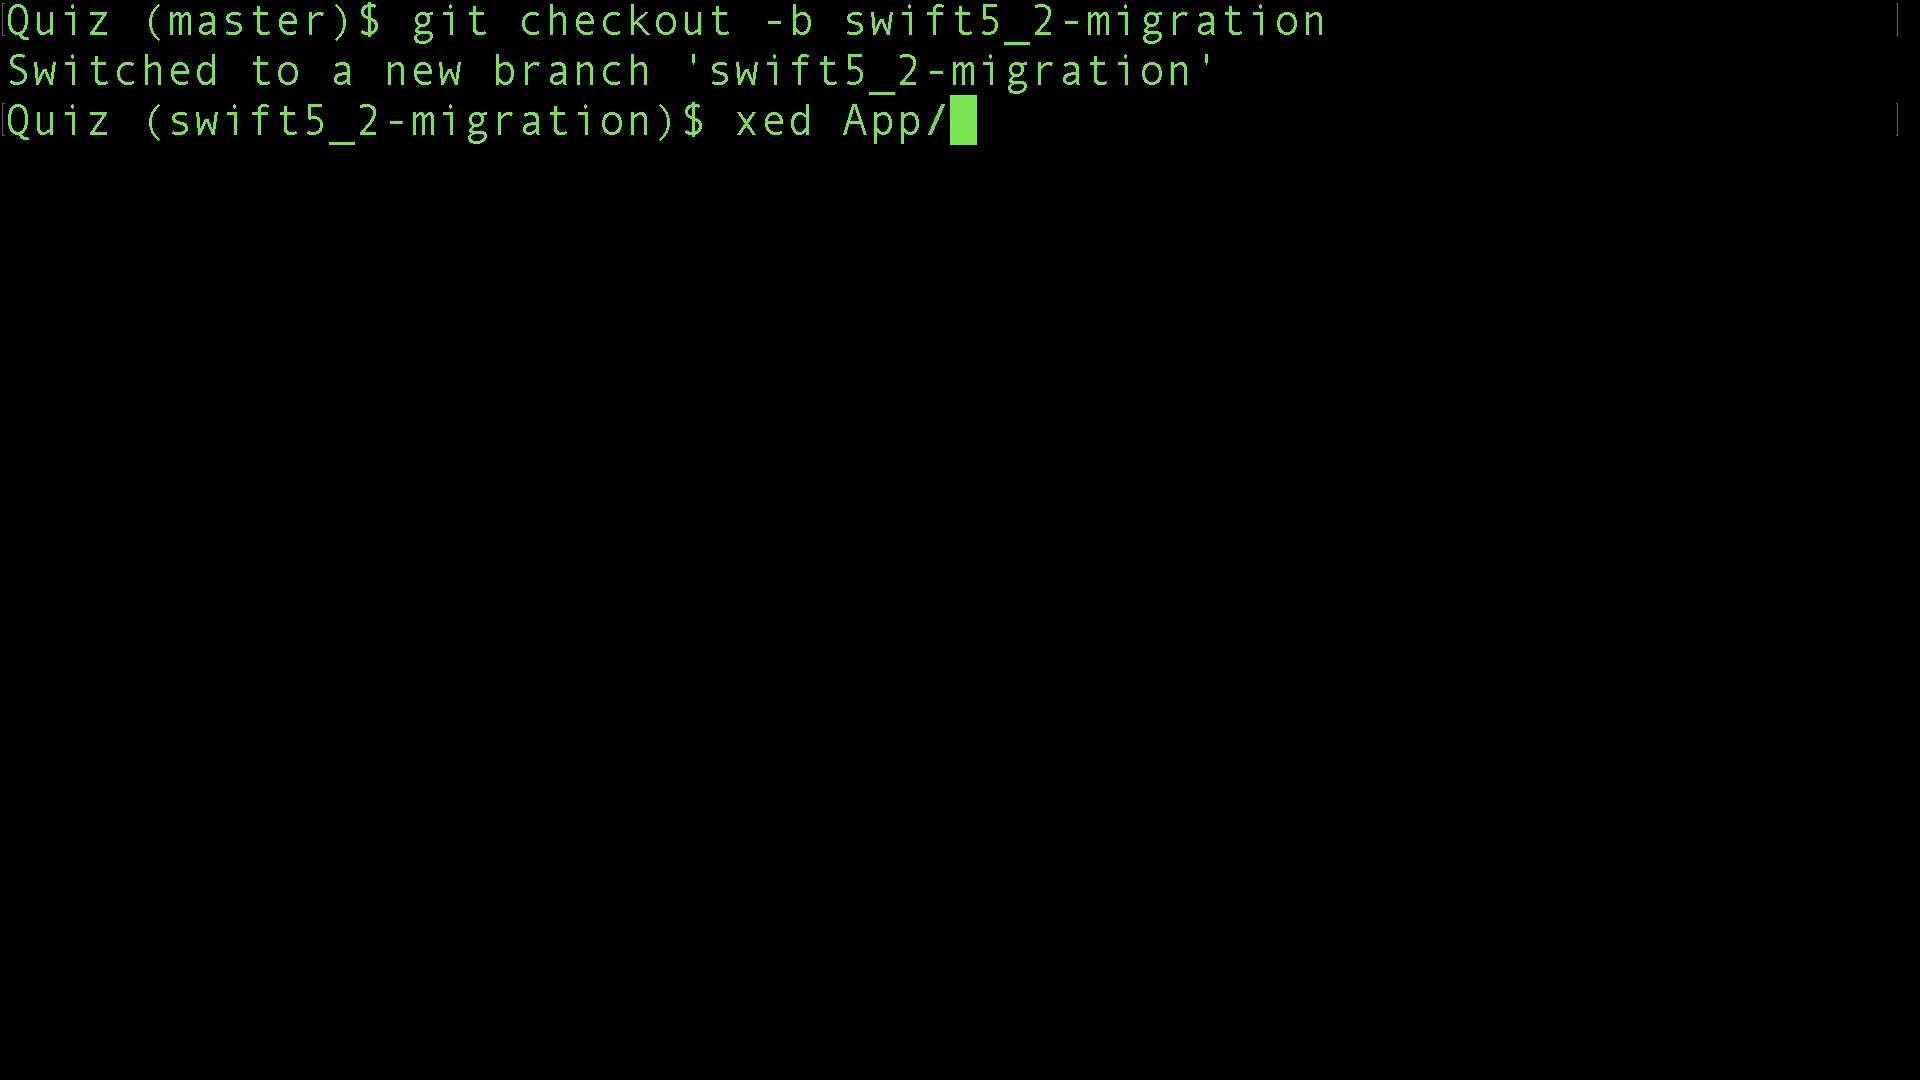 Quiz (master)$ git checkout -b swift5_2-migration
Switched to a new branch 'swift5_2-migration'
Quiz (swift5_2-migration)$ xed App/